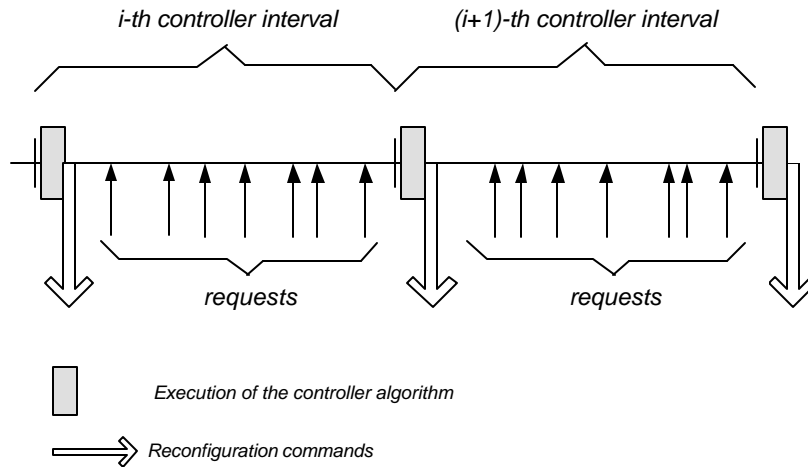 i-th controller interval
(i+1)-th controller interval
requests
requests
Execution of the controller algorithm
Reconfiguration commands